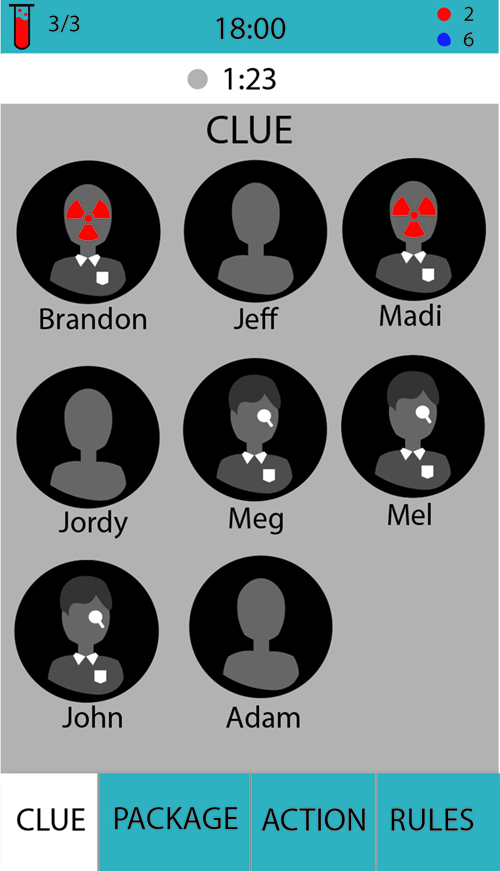 3/3
18:00
2
6
1:23
CLUE
Brandon
Jeff
Madi
Jordy
Meg
Mel
John
Adam
CLUE
PACKAGE
ACTION
RULES